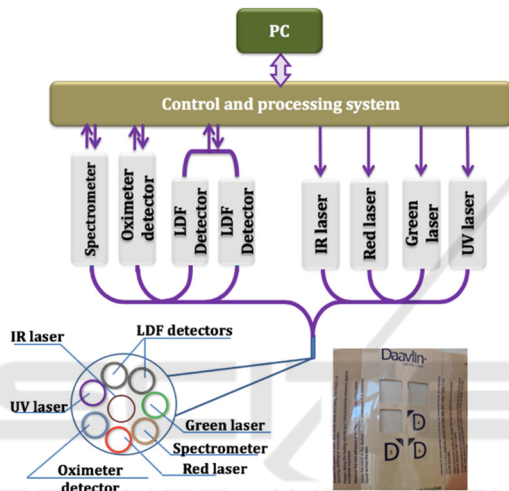 PC
Control and processing system
Spectrometer
Oximeter
detector
LDF
Detector
LDF
Detector
IR laser
Red laser
Green
laser
UV laser
IR laser
LDF detectors
UV laser
Green laser
Spectrometer
Red laser
Oximeter
detector
Daavlin
D
D D